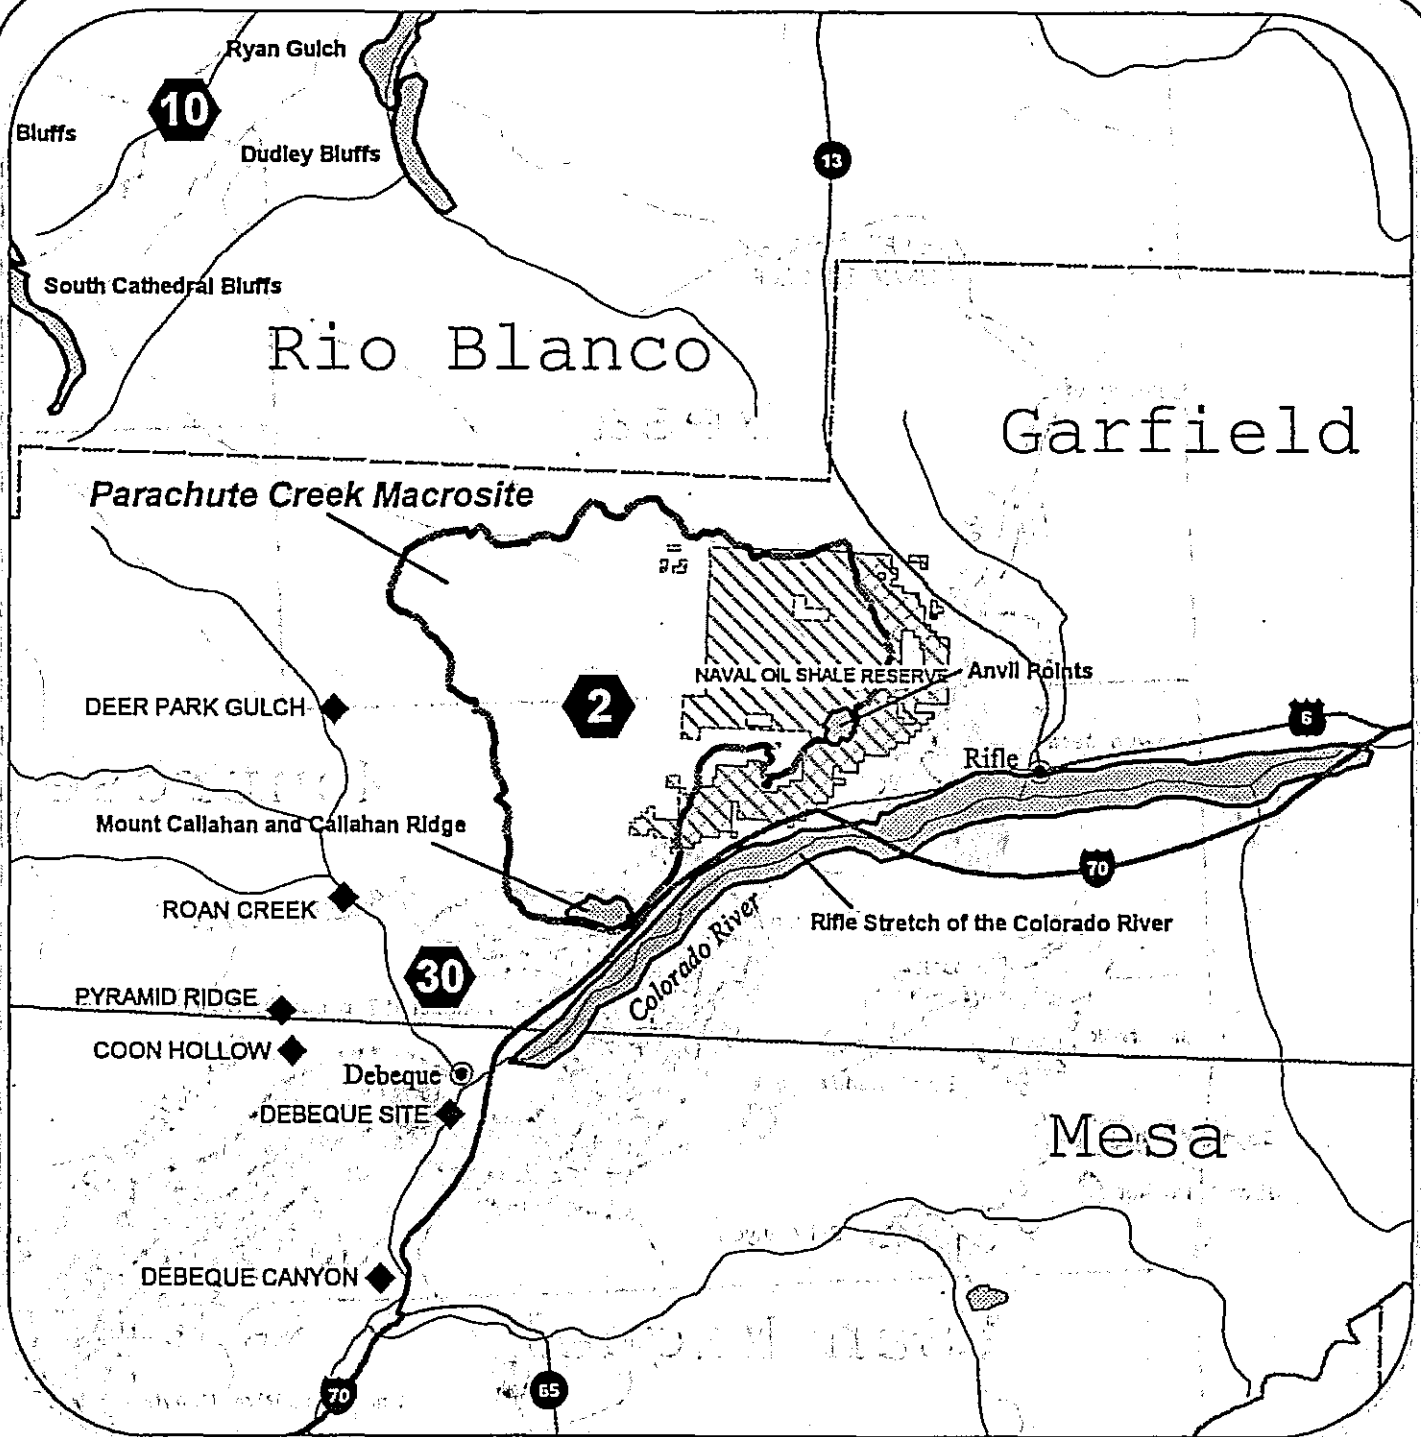 Ryan Gulch
10
Bluffs
Dudley Bluffs
13
South Cathedral Bluffs
Rio Blanco
Garfield
Parachute Creek Macrosite
NAVAL OIL SHALE RESERVE
Anvil Points
DEER PARK GULCH
2
6
Rifle
Mount Callahan and Callahan Ridge
70
ROAN CREEK
Rifle Stretch of the Colorado River
Colorado River
30
PYRAMID RIDGE
COON HOLLOW
Debeque
DEBEQUE SITE
Mesa
DEBEQUE CANYON
70
65